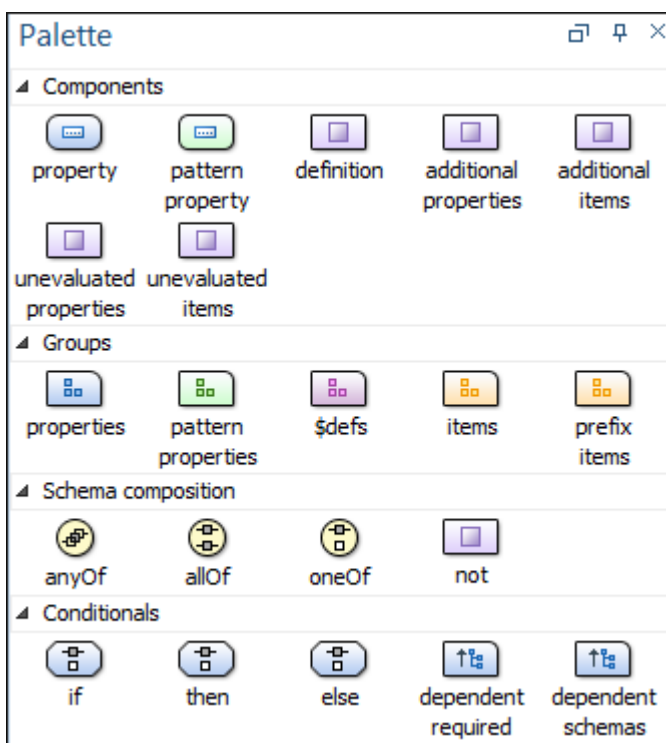 Palette
Components
property pattern property definition additional properties additional items
unevaluated properties unevaluated items
Groups
properties pattern properties $defs items prefix items
Schema composition
anyOf allOf oneOf not
Conditionals
if then else dependent required dependent schemas